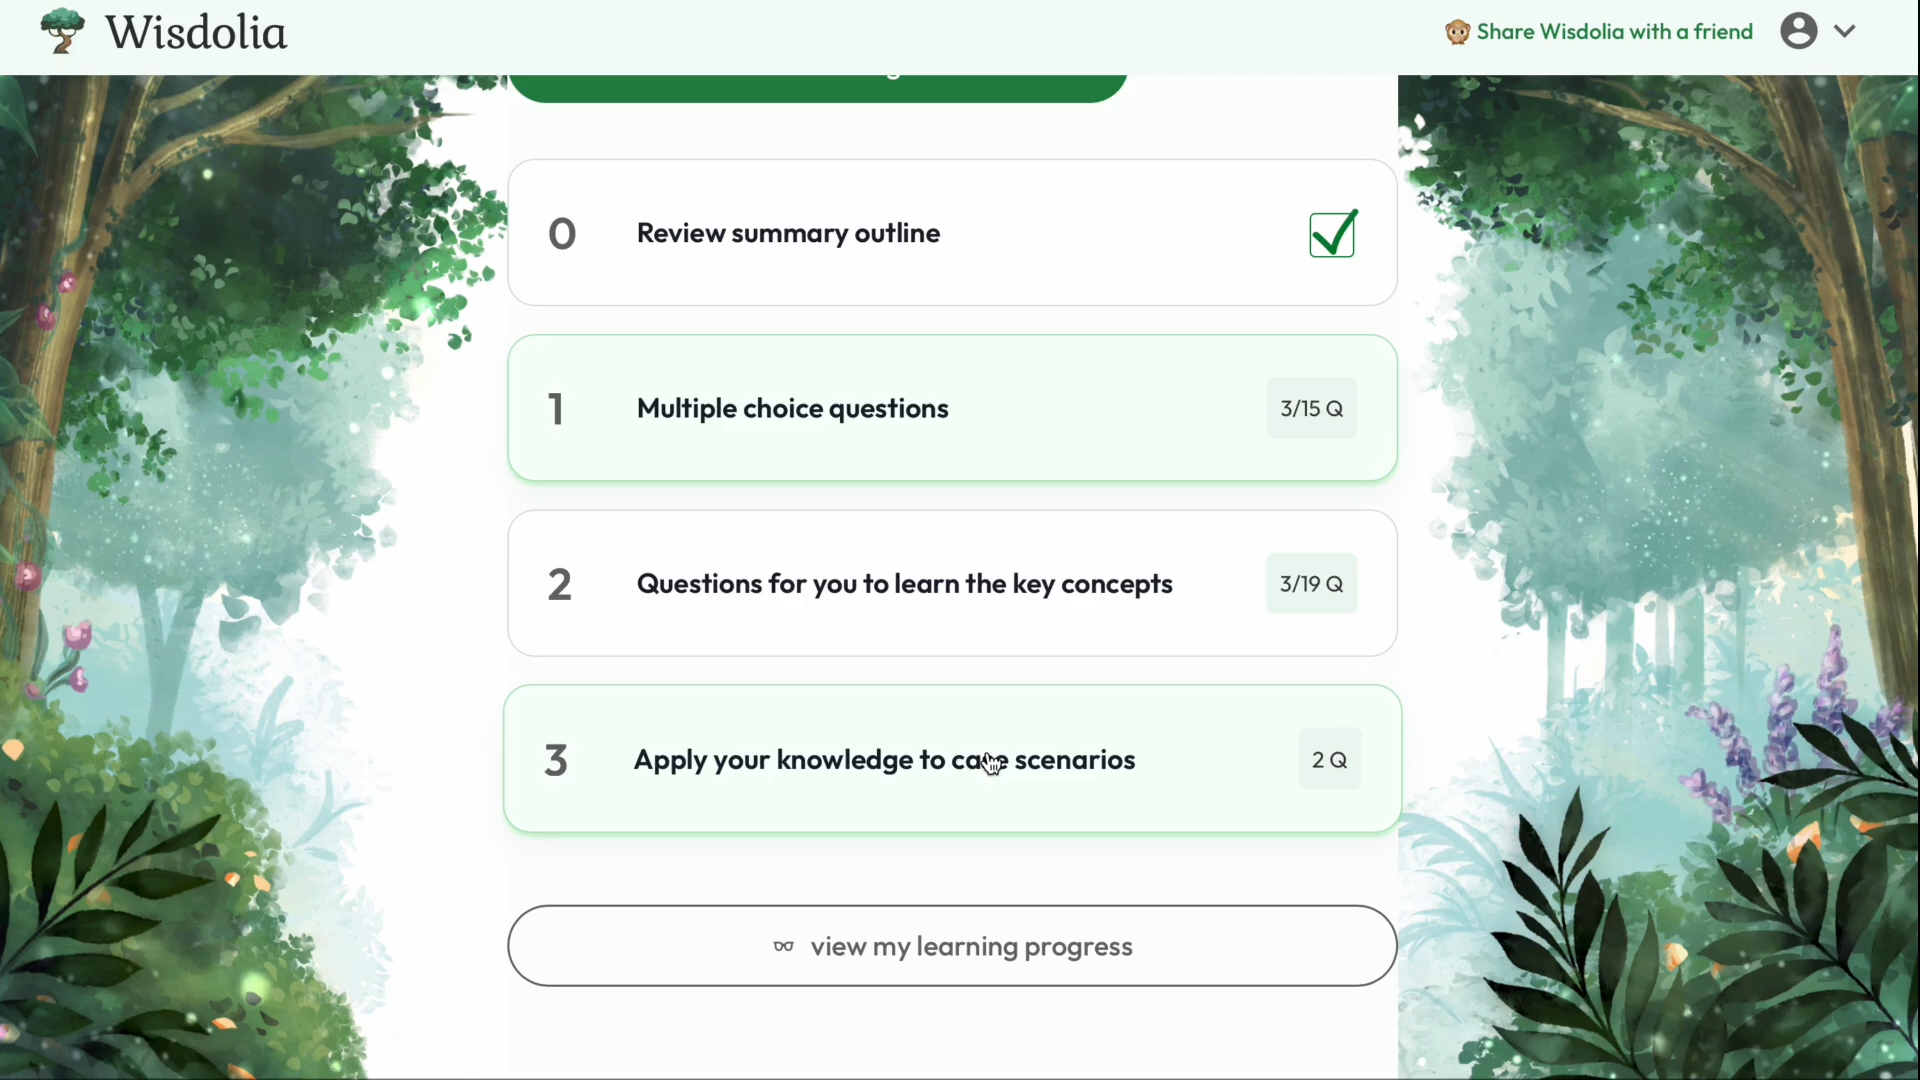 Wisdolia
Share Wisdolia with a friend
0 Review summary outline
1 Multiple choice questions 3/15 Q
2 Questions for you to learn the key concepts 3/19 Q
3 Apply your knowledge to case scenarios 2 Q
view my learning progress